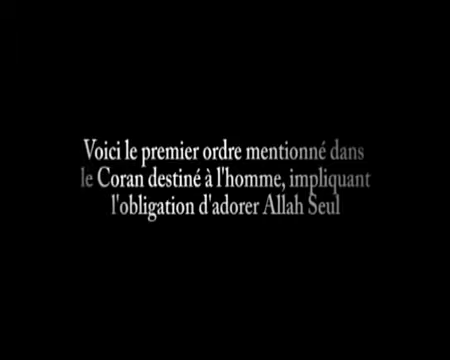 Voici le premier ordre mentionné dans
le Coran destiné à l'homme, impliquant
l'obligation d'adorer Allah Seul